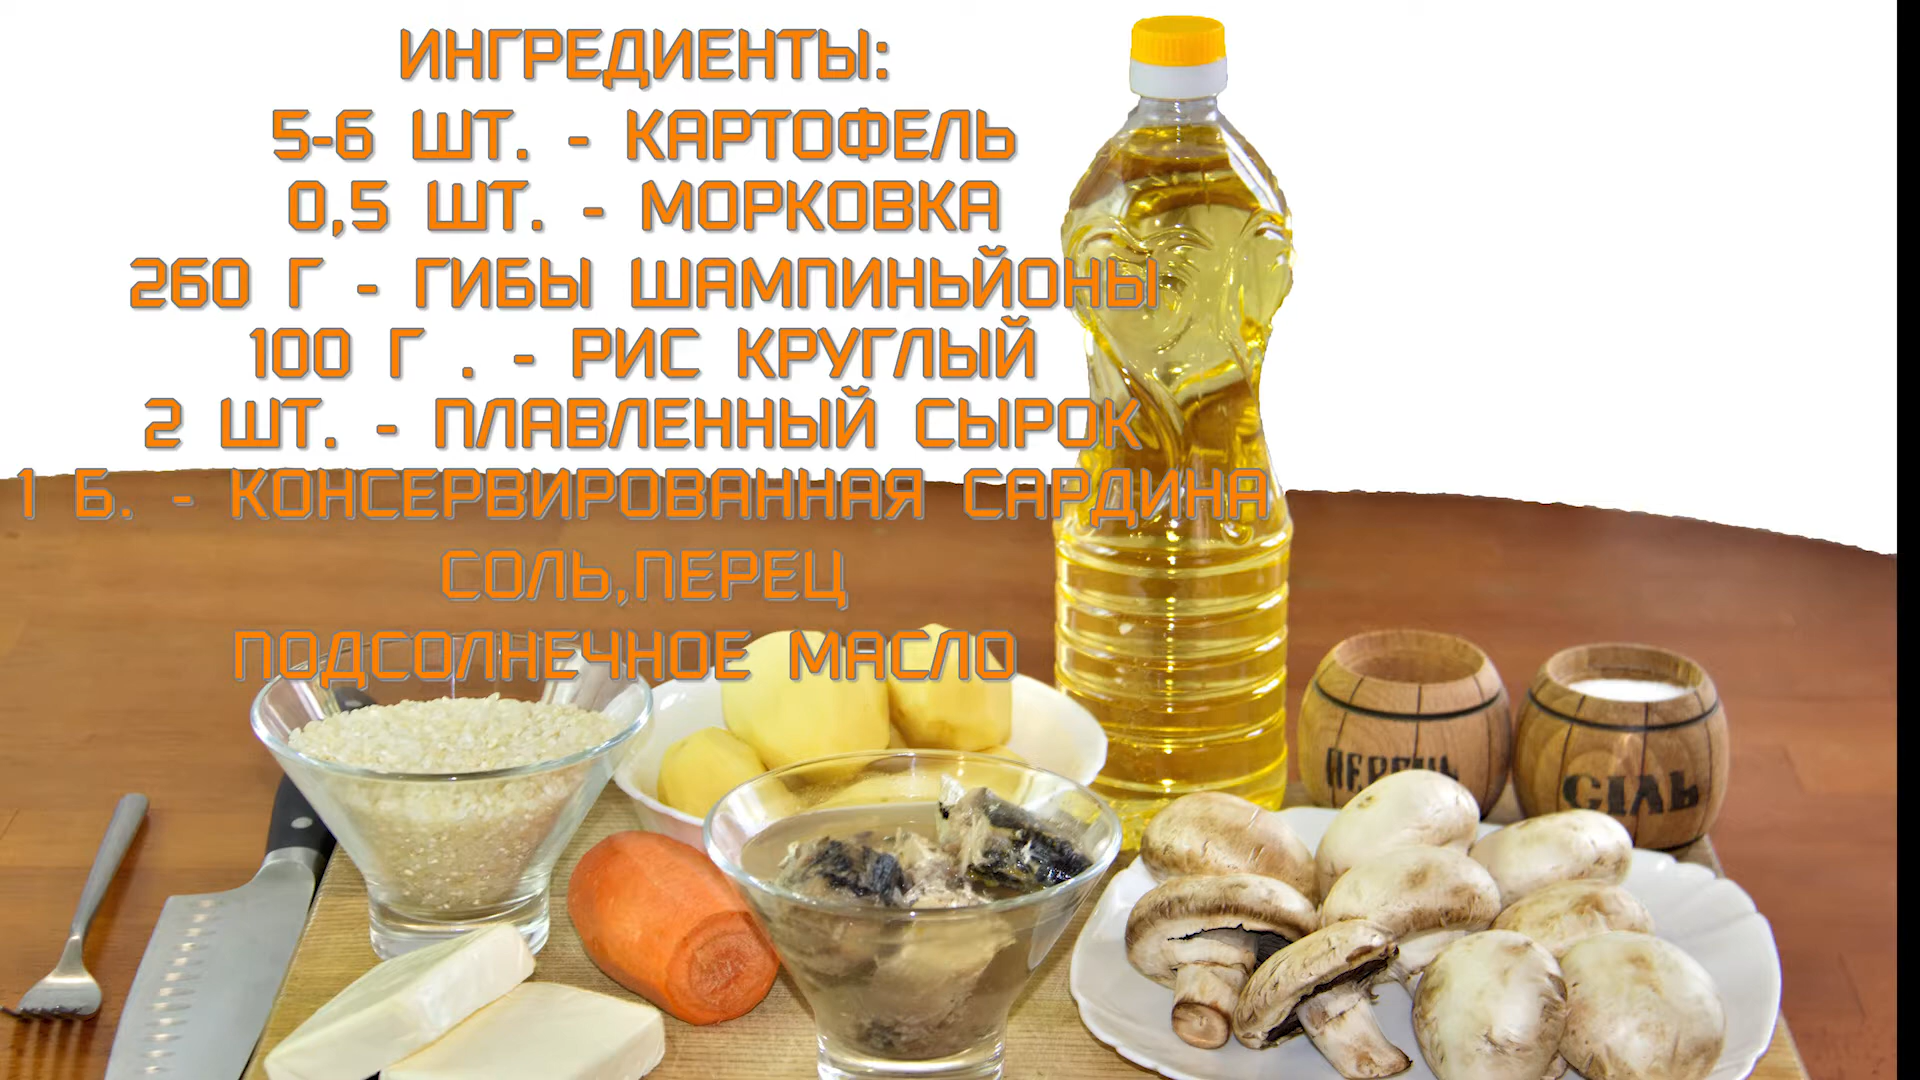 ИНГРЕДИЕНТЫ:
5-6 ШТ. - КАРТОФЕЛЬ
0,5 ШТ. - МОРКОВКА
260 Г - ГИБЫ ШАМПИНЬЙОНЫ
100 Г . - РИС КРУГЛЫЙ
2 ШТ. - ПЛАВЛЕННЫЙ СЫРОК
1 Б. - КОНСЕРВИРОВАННАЯ САРДИНА
СОЛЬ,ПЕРЕЦ
ПОДСОЛНЕЧНОЕ МАСЛО
СІЛЬ